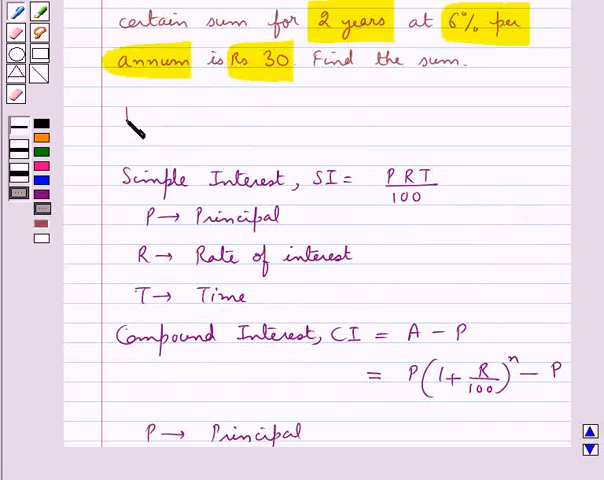 certain sum for 2 years at 6% per
annum is Rs 30. Find the sum.
Simple Interest, SI = PRT/100
P → Principal
R → Rate of interest
T → Time
Compound Interest, CI = A - P
= P(1 + R/100)^n - P
P → Principal